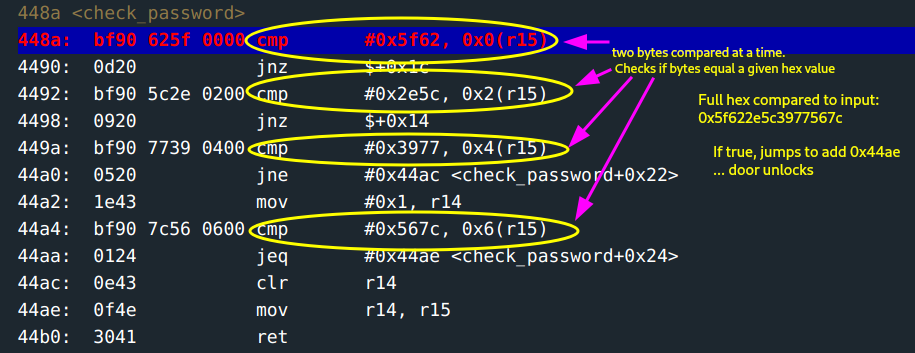 448a <check_password>
448a:  bf90 625f 0000 cmp     #0x5f62, 0x0(r15)
two bytes compared at a time.
4490:  0d20           jnz     $+0x1c
Checks if bytes equal a given hex value
4492:  bf90 5c2e 0200 cmp     #0x2e5c, 0x2(r15)
Full hex compared to input:
0x5f622e5c3977567c
4498:  0920           jnz     $+0x14
449a:  bf90 7739 0400 cmp     #0x3977, 0x4(r15)
If true, jumps to add 0x44ae
... door unlocks
44a0:  0520           jne     #0x44ac <check_password+0x22>
44a2:  1e43           mov     #0x1, r14
44a4:  bf90 7c56 0600 cmp     #0x567c, 0x6(r15)
44aa:  0124           jeq     #0x44ae <check_password+0x24>
44ac:  0e43           clr     r14
44ae:  0f4e           mov     r14, r15
44b0:  3041           ret